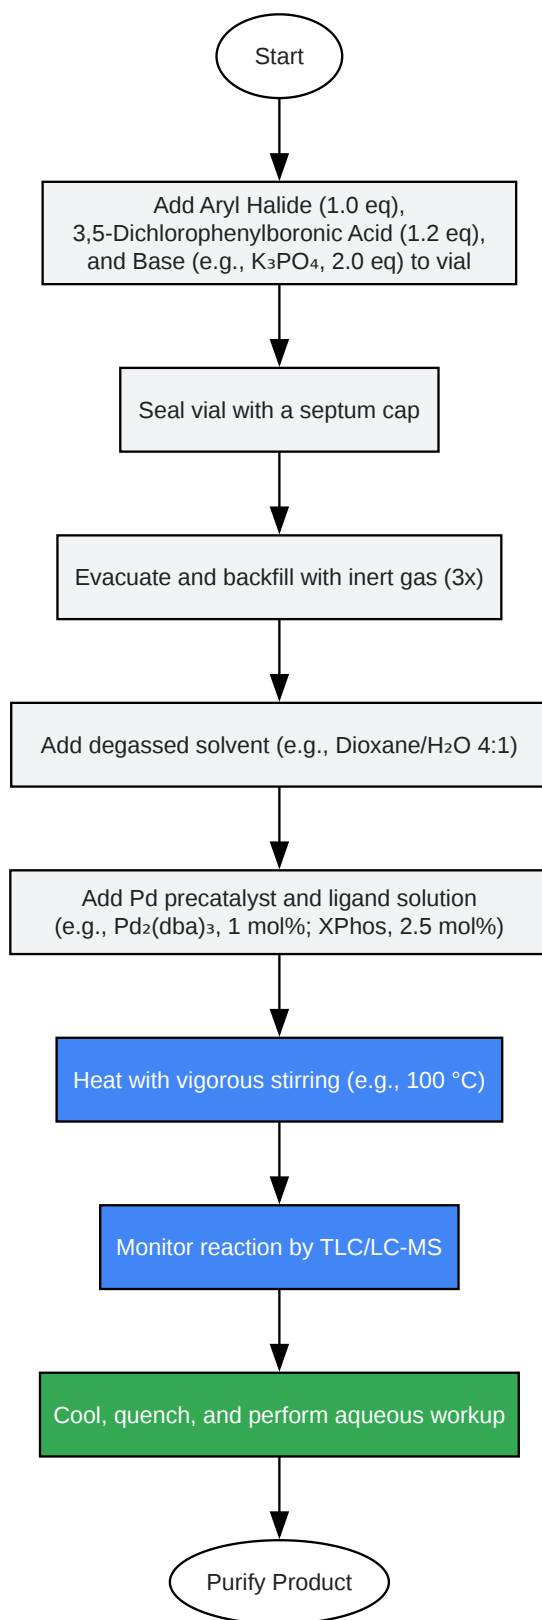 Start
Add Aryl Halide (1.0 eq),
3,5-Dichlorophenylboronic Acid (1.2 eq),
and Base (e.g., K₃PO₄, 2.0 eq) to vial
Seal vial with a septum cap
Evacuate and backfill with inert gas (3x)
Add degassed solvent (e.g., Dioxane/H₂O 4:1)
Add Pd precatalyst and ligand solution
(e.g., Pd₂(dba)₃, 1 mol%; XPhos, 2.5 mol%)
Heat with vigorous stirring (e.g., 100 °C)
Monitor reaction by TLC/LC-MS
Cool, quench, and perform aqueous workup
Purify Product